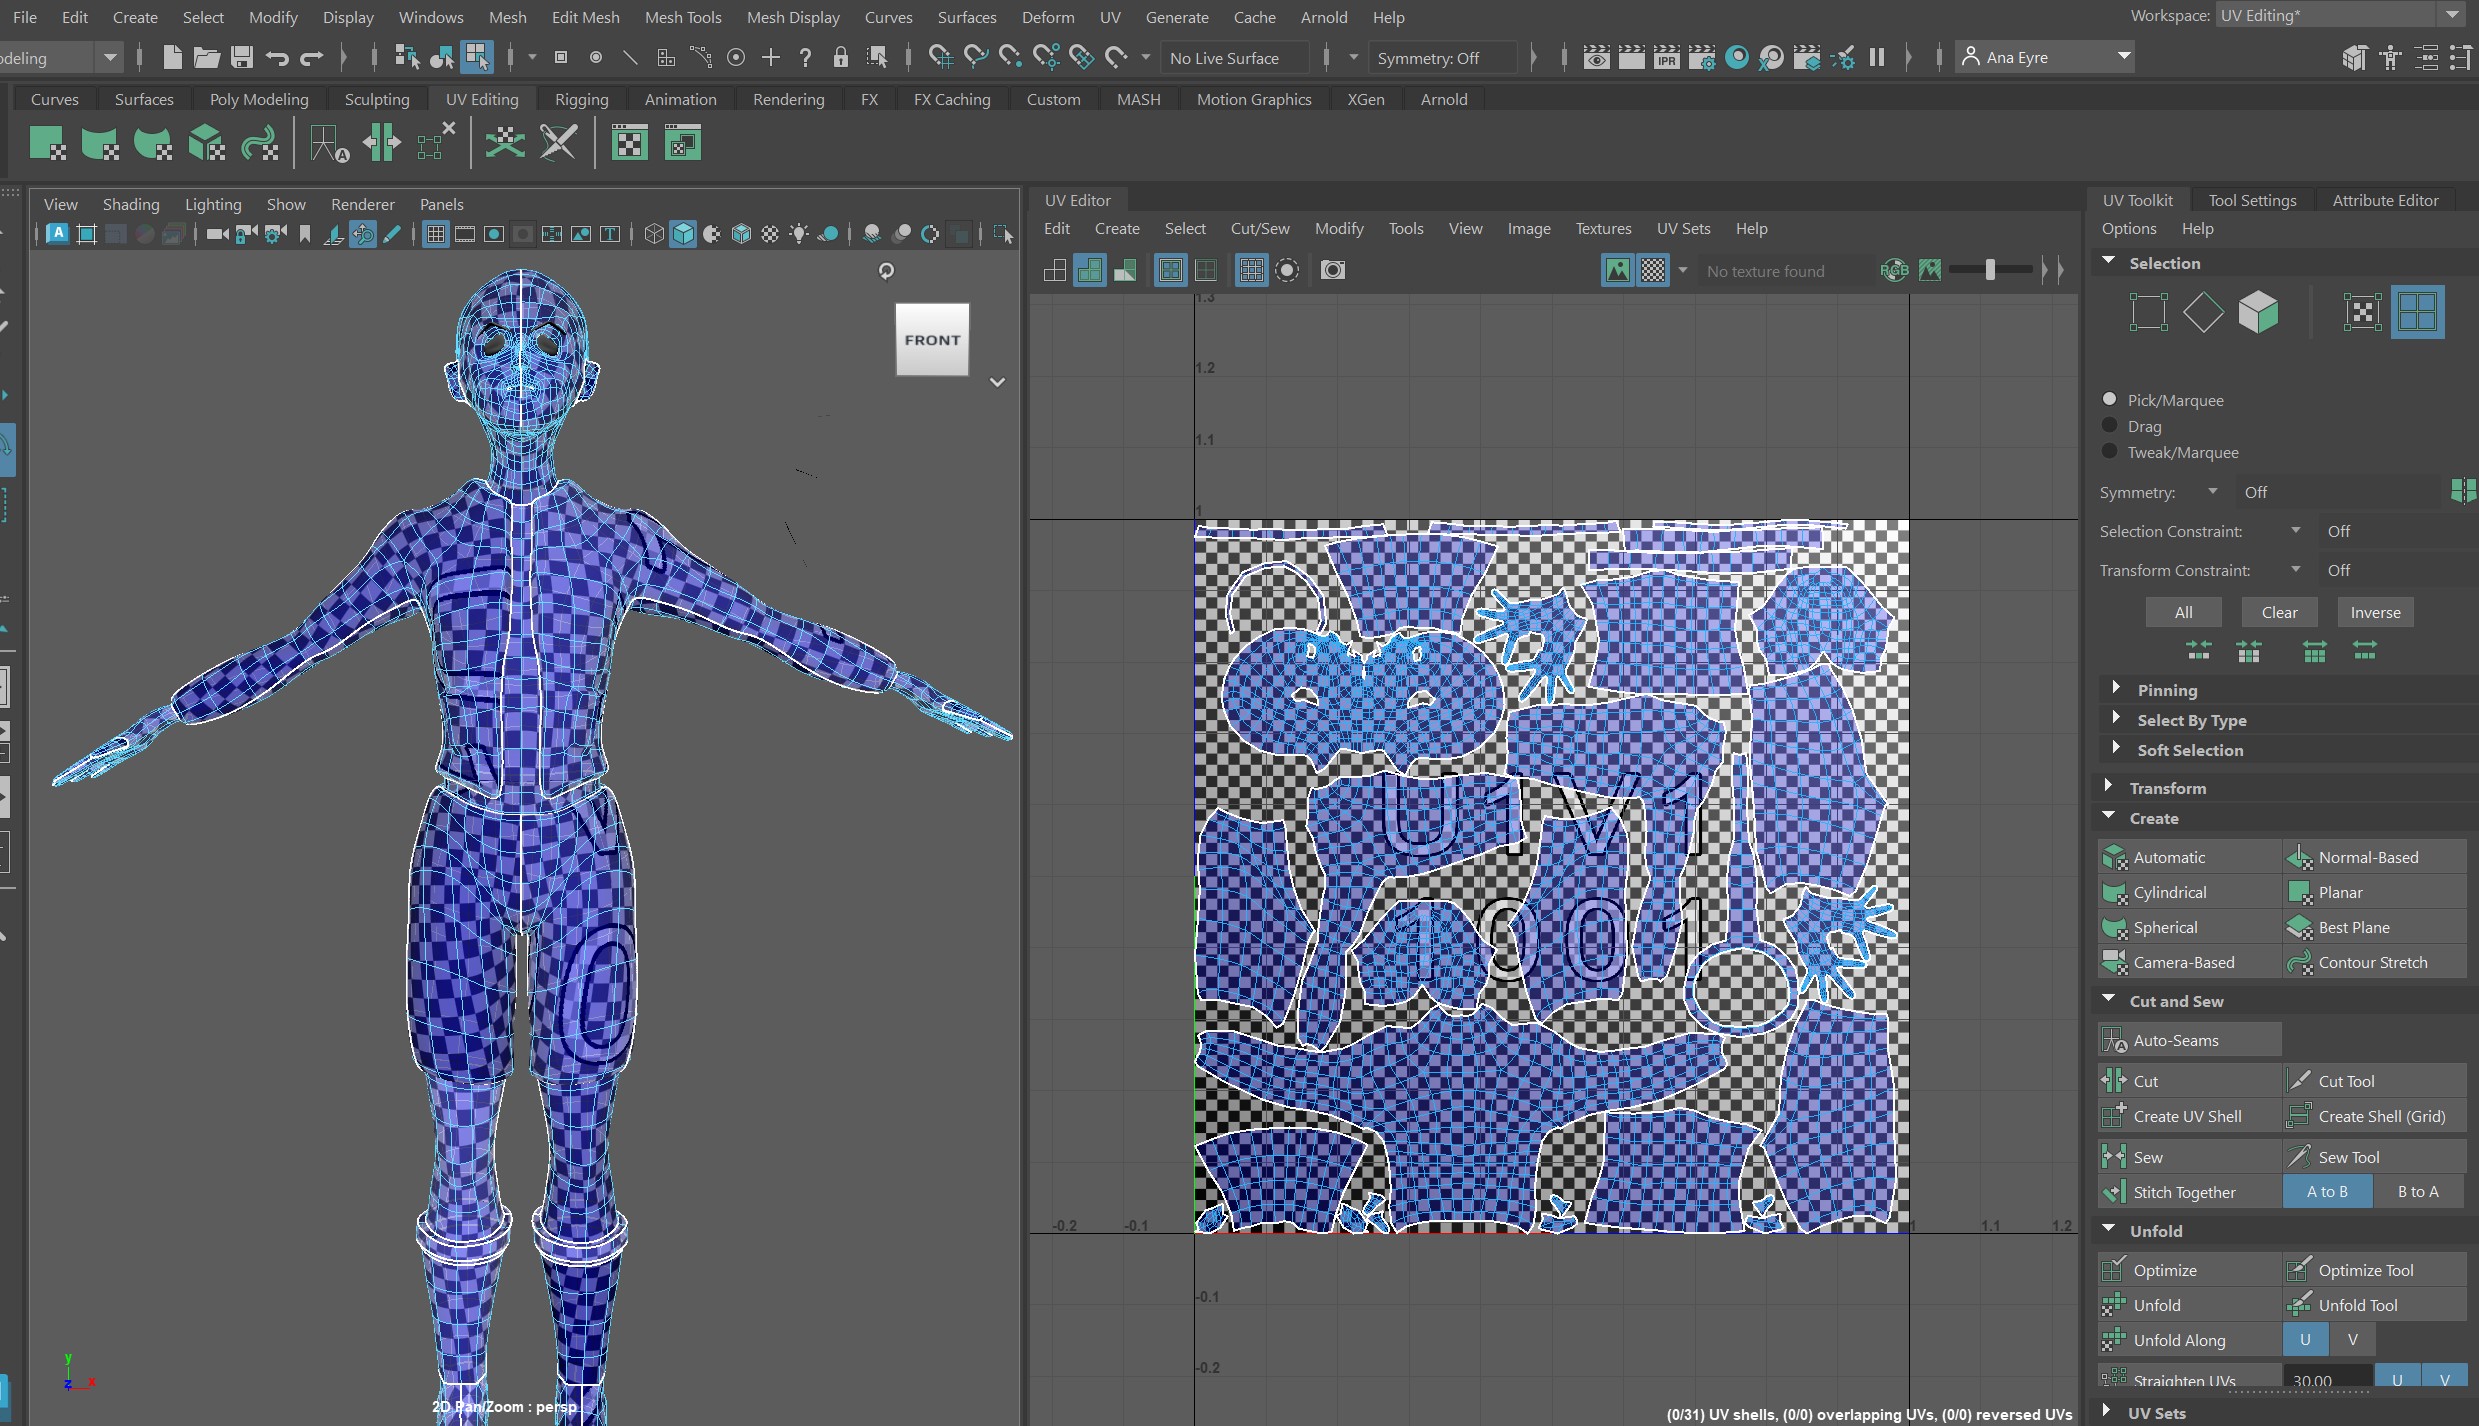 File Edit Create Select Modify Display Windows Mesh Edit Mesh Mesh Tools Mesh Display Curves Surfaces Deform UV Generate Cache Arnold Help Workspace: UV Editing*
deling No Live Surface Symmetry: Off IPR Ana Eyre
Curves Surfaces Poly Modeling Sculpting UV Editing Rigging Animation Rendering FX FX Caching Custom MASH Motion Graphics XGen Arnold
View Shading Lighting Show Renderer Panels
FRONT
2D Pan/Zoom : persp
y
z x
UV Editor
Edit Create Select Cut/Sew Modify Tools View Image Textures UV Sets Help
No texture found RGB
1.3
1.2
1.1
1
U1V1
1001
-0.2 -0.1 1 1.1 1.2
-0.1
-0.2
(0/31) UV shells, (0/0) overlapping UVs, (0/0) reversed UVs
UV Toolkit Tool Settings Attribute Editor
Options Help
Selection
Pick/Marquee
Drag
Tweak/Marquee
Symmetry: Off
Selection Constraint: Off
Transform Constraint: Off
All Clear Inverse
Pinning
Select By Type
Soft Selection
Transform
Create
Automatic Normal-Based
Cylindrical Planar
Spherical Best Plane
Camera-Based Contour Stretch
Cut and Sew
Auto-Seams
Cut Cut Tool
Create UV Shell Create Shell (Grid)
Sew Sew Tool
Stitch Together A to B B to A
Unfold
Optimize Optimize Tool
Unfold Unfold Tool
Unfold Along U V
Straighten UVs 30.00 U V
UV Sets